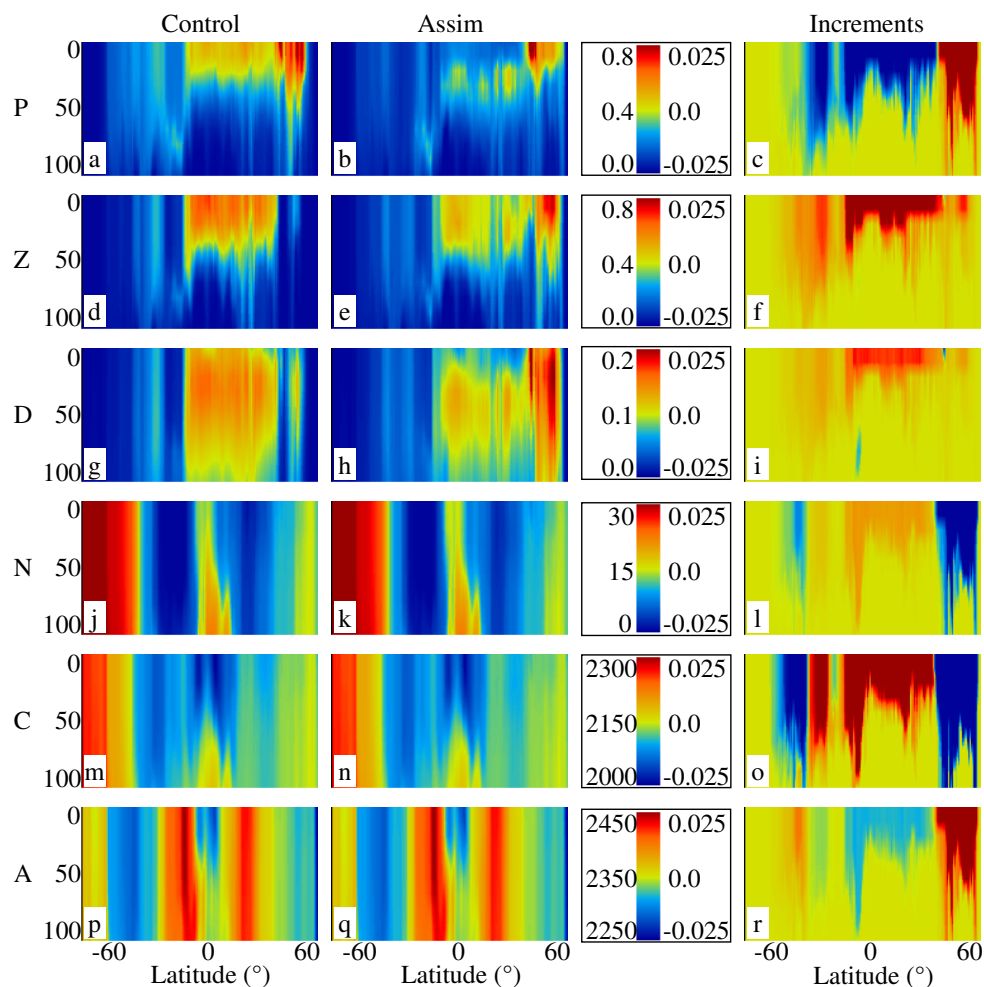 Control Assim Increments
P 0 50 100 a b 0.8 0.025 0.4 0.0 0.0 -0.025 c
Z 0 50 100 d e 0.8 0.025 0.4 0.0 0.0 -0.025 f
D 0 50 100 g h 0.2 0.025 0.1 0.0 0.0 -0.025 i
N 0 50 100 j k 30 0.025 15 0.0 0 -0.025 l
C 0 50 100 m n 2300 0.025 2150 0.0 2000 -0.025 o
A 0 50 100 p q 2450 0.025 2350 0.0 2250 -0.025 r
-60 0 60 -60 0 60 -60 0 60
Latitude (°) Latitude (°) Latitude (°)